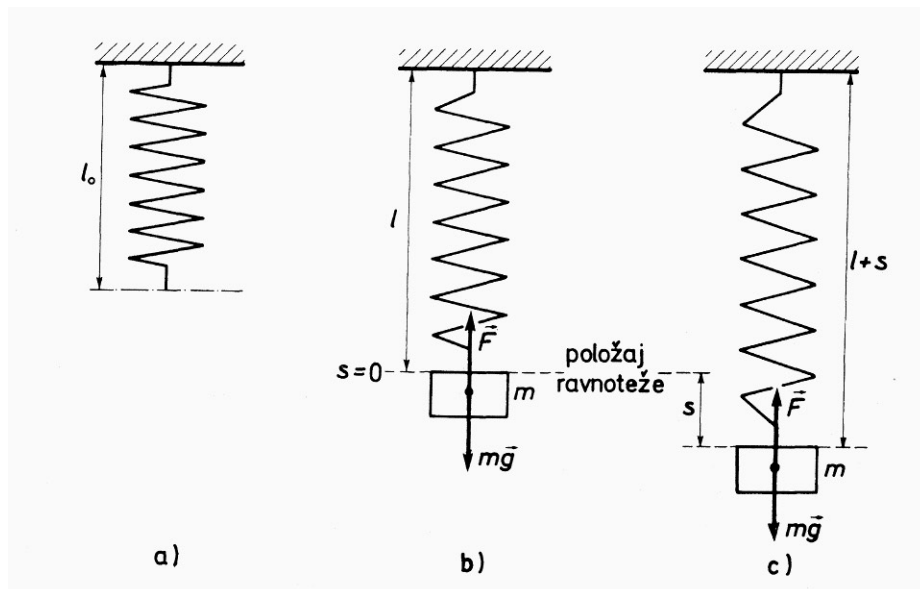 l₀
a)
l
F⃗
s=0
m
mg⃗
b)
položaj
ravnoteže
s
l+s
F⃗
m
mg⃗
c)